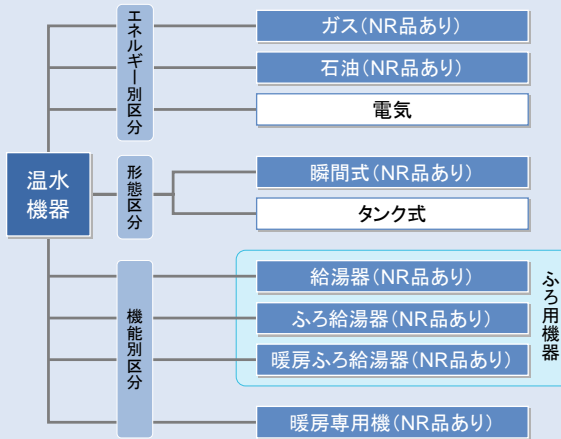 温水
機器
エネルギー別区分
ガス(NR品あり)
石油(NR品あり)
電気
形態区分
瞬間式(NR品あり)
タンク式
機能別区分
給湯器(NR品あり)
ふろ給湯器(NR品あり)
暖房ふろ給湯器(NR品あり)
ふろ用機器
暖房専用機(NR品あり)